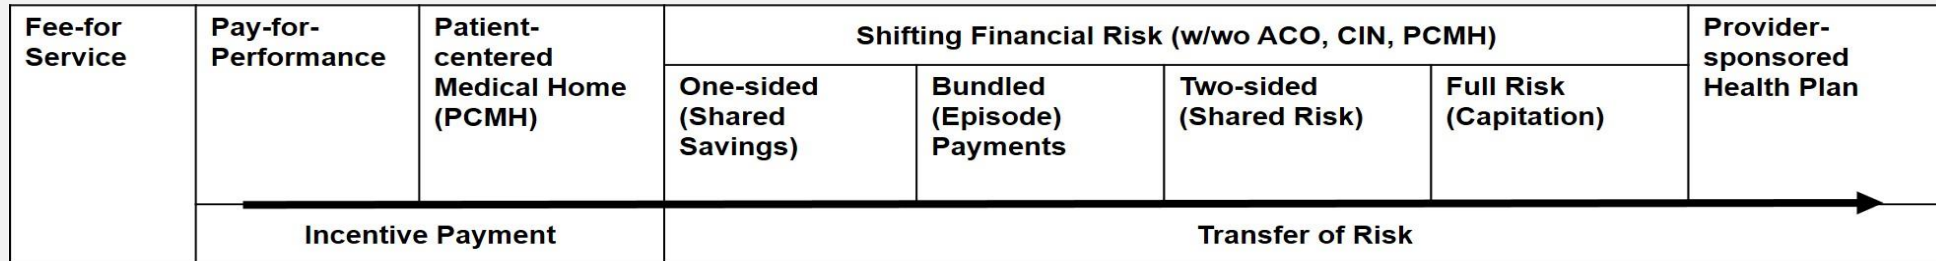 Fee-for
Service
Pay-for-
Performance
Patient-
centered
Medical Home
(PCMH)
Shifting Financial Risk (w/wo ACO, CIN, PCMH)
One-sided
(Shared
Savings)
Bundled
(Episode)
Payments
Two-sided
(Shared Risk)
Full Risk
(Capitation)
Provider-
sponsored
Health Plan
Incentive Payment
Transfer of Risk